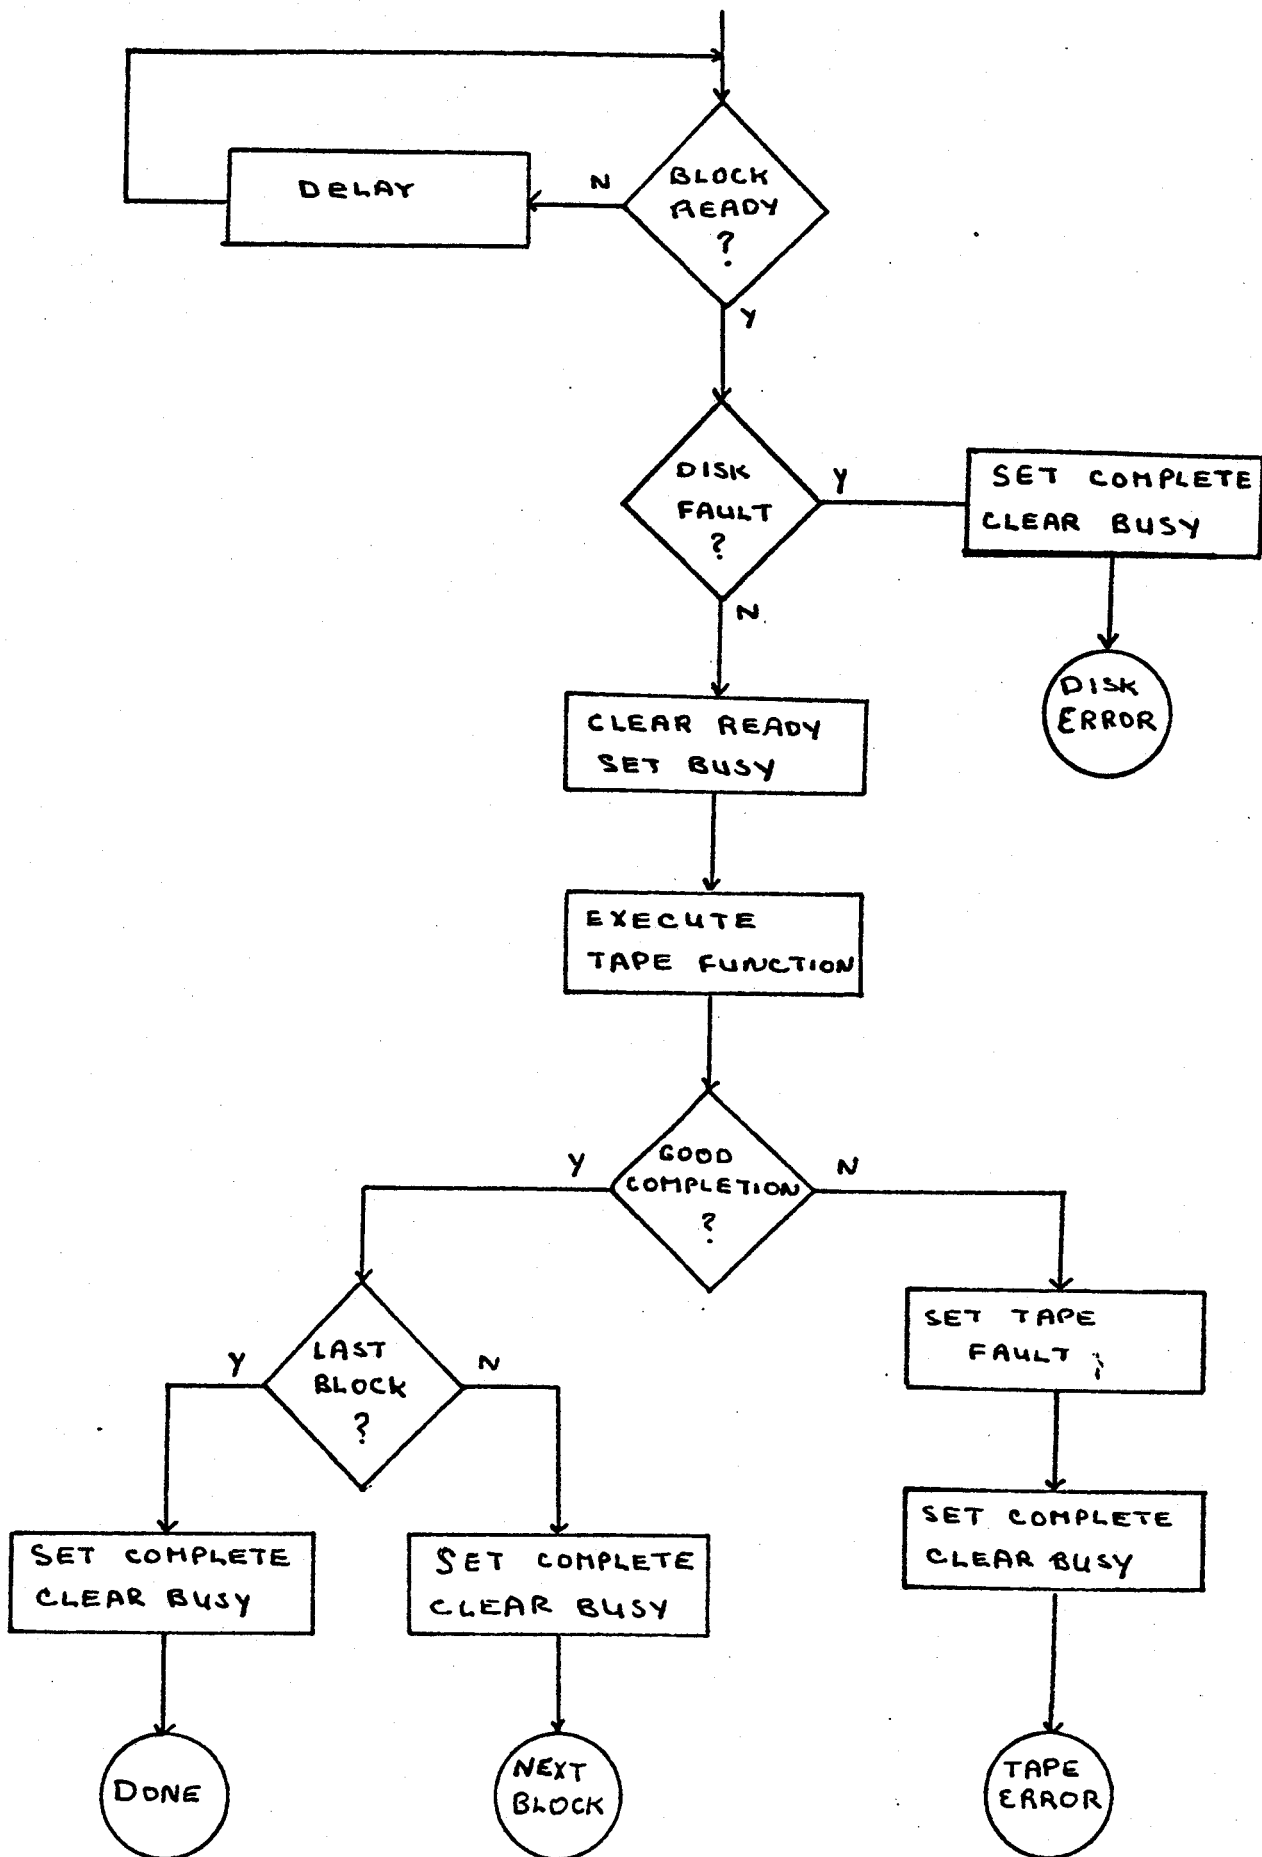 DELAY
N
BLOCK
READY
?
Y
DISK
FAULT
?
Y
SET COMPLETE
CLEAR BUSY
N
DISK
ERROR
CLEAR READY
SET BUSY
EXECUTE
TAPE FUNCTION
GOOD
COMPLETION
?
Y
N
LAST
BLOCK
?
Y
N
SET TAPE
FAULT
SET COMPLETE
CLEAR BUSY
SET COMPLETE
CLEAR BUSY
SET COMPLETE
CLEAR BUSY
DONE
NEXT
BLOCK
TAPE
ERROR